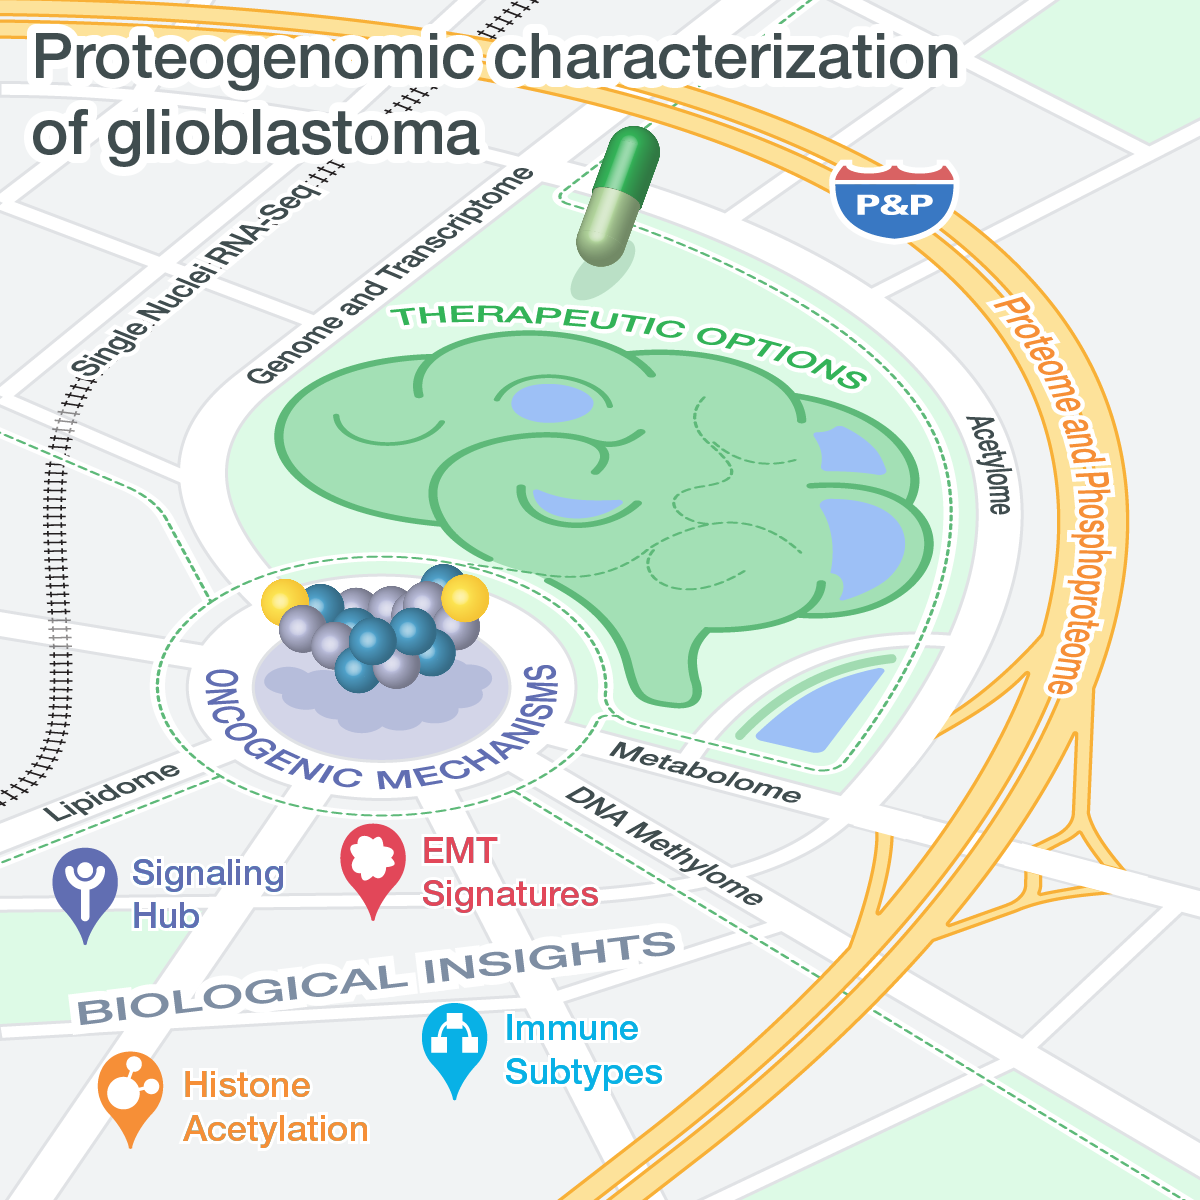 Proteogenomic characterization
of glioblastoma
Single Nuclei RNA-Seq
Genome and Transcriptome
P&P
THERAPEUTIC OPTIONS
Proteome and Phosphoproteome
Acetylome
ONCOGENIC MECHANISMS
Lipidome
Metabolome
DNA Methylome
Signaling
Hub
EMT
Signatures
BIOLOGICAL INSIGHTS
Immune
Subtypes
Histone
Acetylation